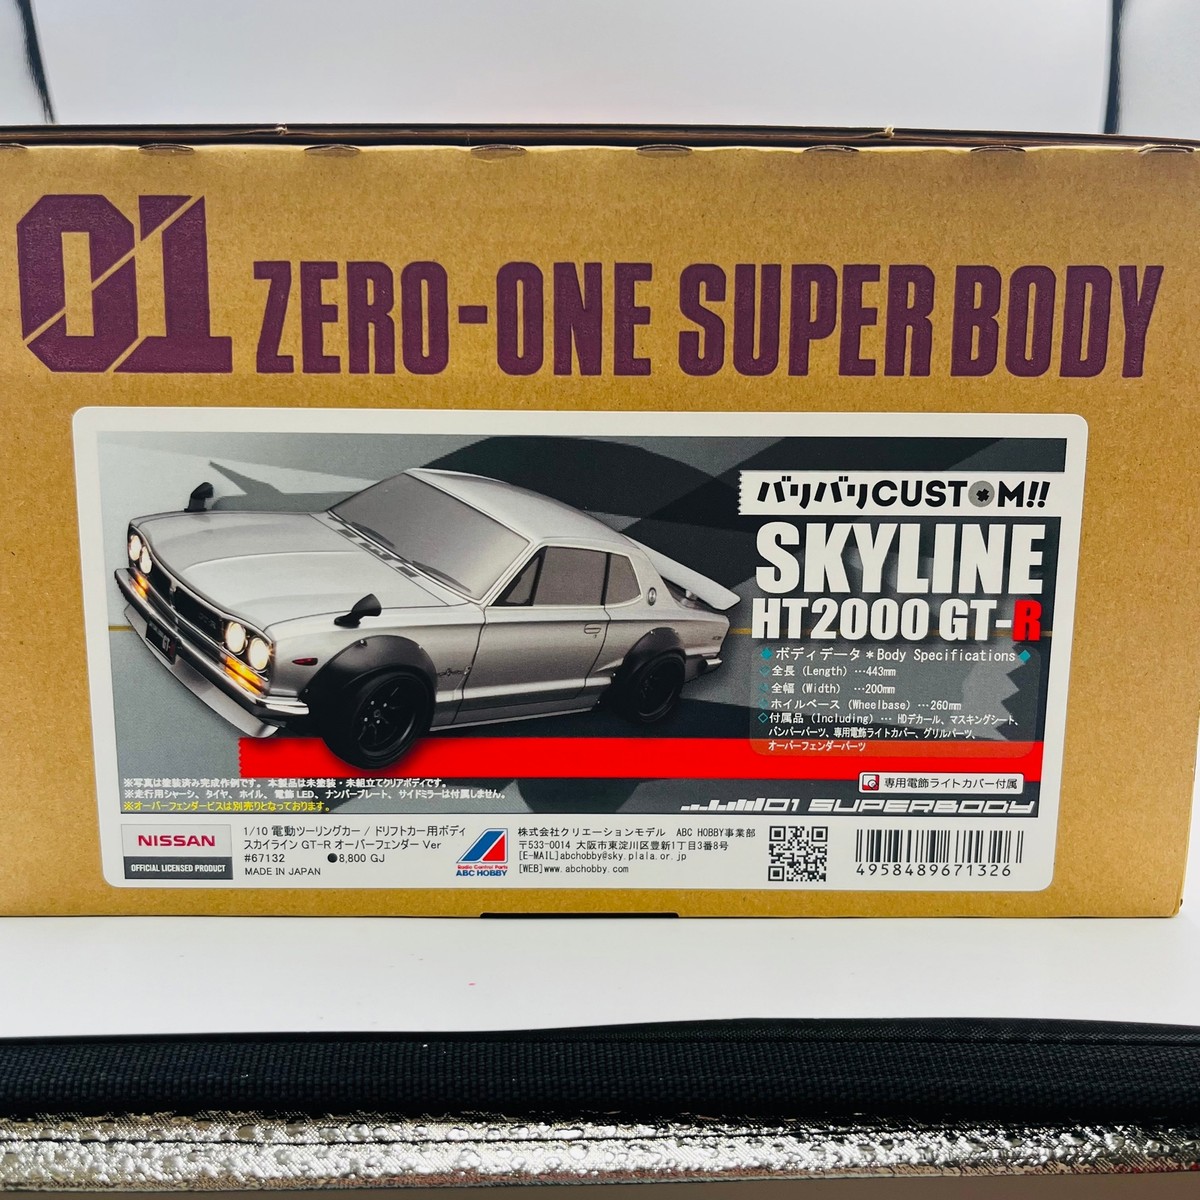 01 ZERO-ONE SUPER BODY
バリバリCUSTOM!!
SKYLINE
HT2000 GT-R
ボディデータ＊Body Specifications
◇全長 (Length) …443mm
◇全幅 (Width) …200mm
◇ホイルベース (Wheelbase) …260mm
◇付属品 (Including) … HDデカール、マスキングシート、
バンパーパーツ、専用電飾ライトカバー、グリルパーツ、
オーバーフェンダーパーツ
※写真は塗装済み完成作例です。本製品は未塗装・未組立てクリアボディです。
※走行用シャーシ、タイヤ、ホイル、電飾LED、ナンバープレート、サイドミラーは付属しません。
※オーバーフェンダービスは別売りとなっております。
専用電飾ライトカバー付属
01 SUPERBODY
NISSAN
OFFICIAL LICENSED PRODUCT
1/10 電動ツーリングカー / ドリフトカー用ボディ
スカイライン GT-R オーバーフェンダー Ver
#67132 ●8,800 GJ
MADE IN JAPAN
Radio Control Parts
ABC HOBBY
株式会社クリエーションモデル ABC HOBBY事業部
〒533-0014 大阪市東淀川区豊新1丁目3番8号
[E-MAIL]abchobby@sky.plala.or.jp
[WEB]www.abchobby.com
4958489671326